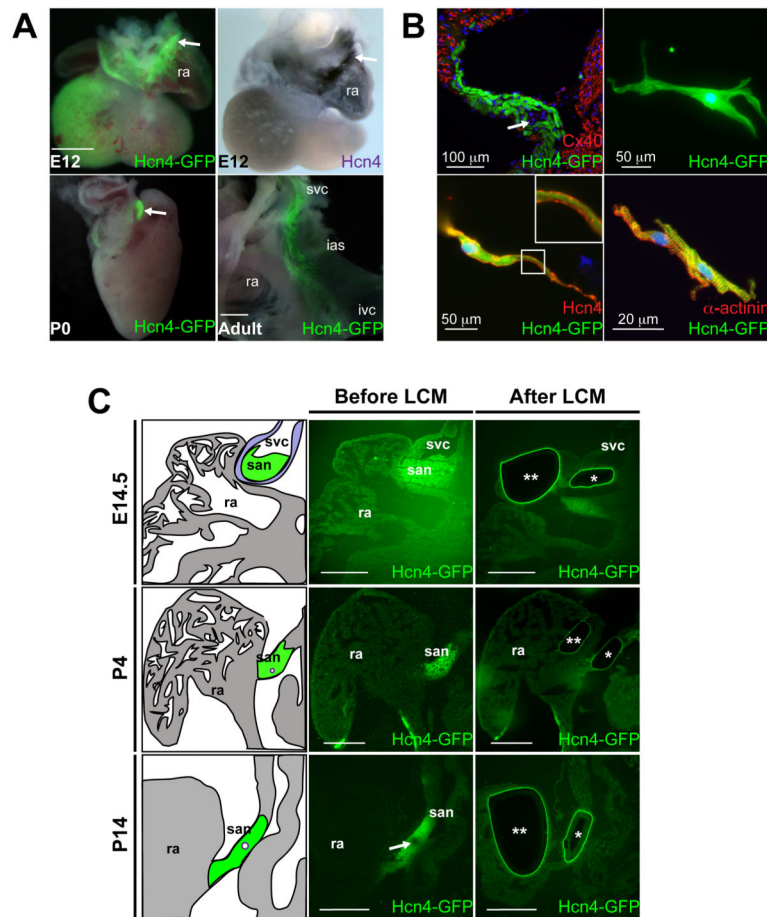 A
ra
E12
Hcn4-GFP
ra
E12
Hcn4
P0
Hcn4-GFP
svc
ias
ra
ivc
Adult
Hcn4-GFP
B
Cx40
100 µm
Hcn4-GFP
50 µm
Hcn4-GFP
Hcn4
50 µm
Hcn4-GFP
α-actinin
20 µm
Hcn4-GFP
C
Before LCM
After LCM
E14.5
svc
san
ra
svc
san
ra
Hcn4-GFP
svc
**
*
Hcn4-GFP
P4
san
ra
san
ra
Hcn4-GFP
**
*
ra
Hcn4-GFP
P14
san
ra
san
ra
Hcn4-GFP
**
*
Hcn4-GFP